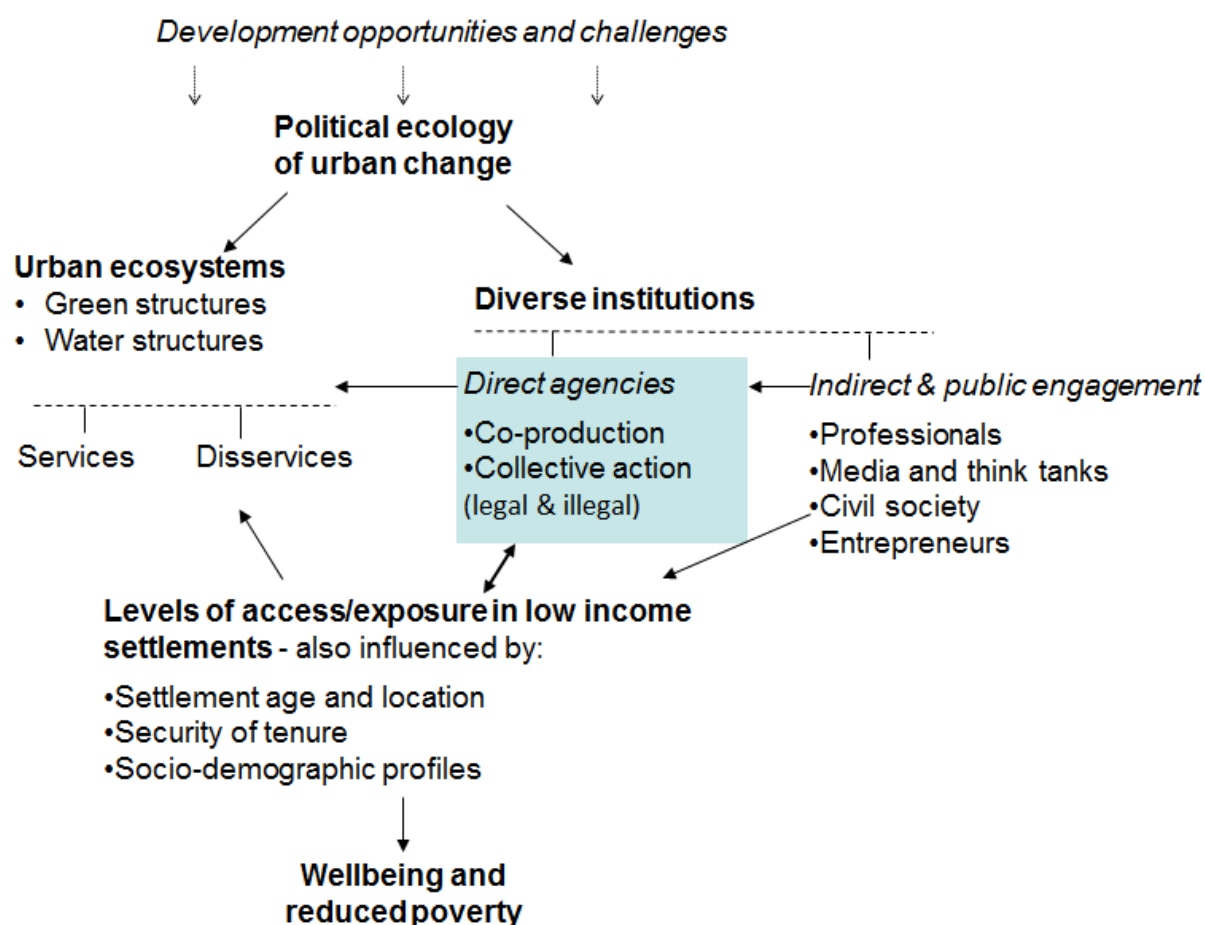 Development opportunities and challenges
Political ecology
of urban change
Urban ecosystems
• Green structures
• Water structures
Services
Disservices
Diverse institutions
Direct agencies
•Co-production
•Collective action
(legal & illegal)
Indirect & public engagement
•Professionals
•Media and think tanks
•Civil society
•Entrepreneurs
Levels of access/exposure in low income
settlements - also influenced by:
•Settlement age and location
•Security of tenure
•Socio-demographic profiles
Wellbeing and
reduced poverty